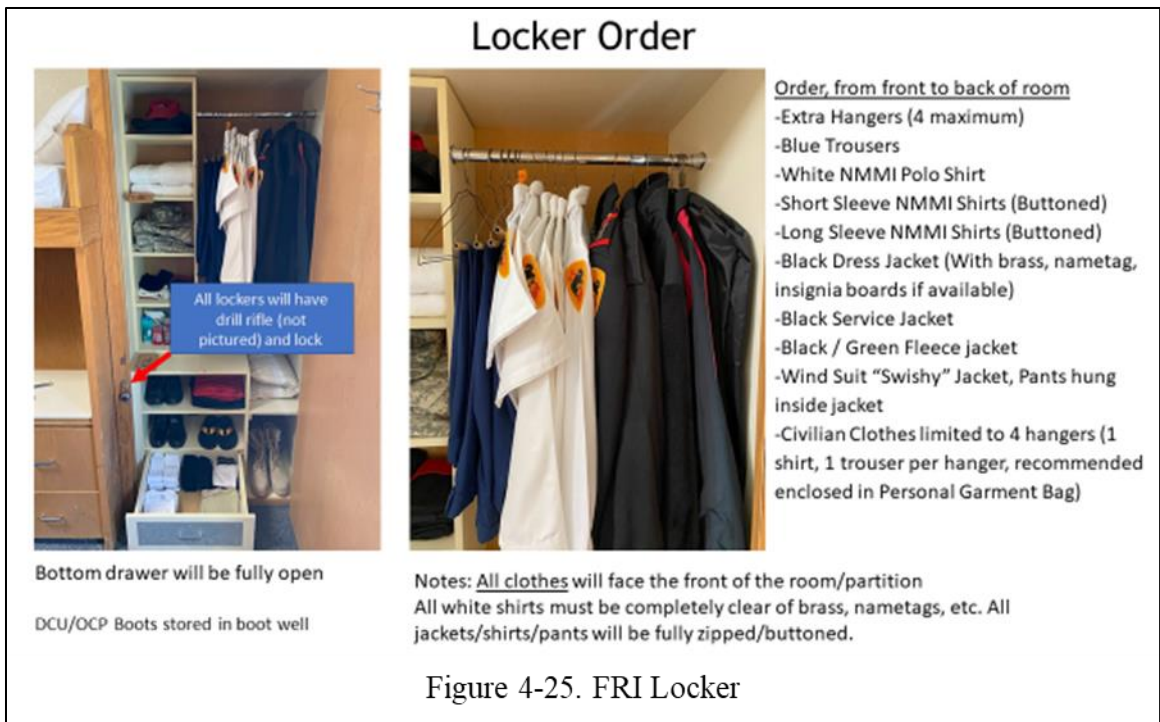 Locker Order
All lockers will have
drill rifle (not
pictured) and lock
Order, from front to back of room
-Extra Hangers (4 maximum)
-Blue Trousers
-White NMMI Polo Shirt
-Short Sleeve NMMI Shirts (Buttoned)
-Long Sleeve NMMI Shirts (Buttoned)
-Black Dress Jacket (With brass, nametag,
insignia boards if available)
-Black Service Jacket
-Black / Green Fleece jacket
-Wind Suit “Swishy” Jacket, Pants hung
inside jacket
-Civilian Clothes limited to 4 hangers (1
shirt, 1 trouser per hanger, recommended
enclosed in Personal Garment Bag)
Bottom drawer will be fully open
DCU/OCP Boots stored in boot well
Notes: All clothes will face the front of the room/partition
All white shirts must be completely clear of brass, nametags, etc. All
jackets/shirts/pants will be fully zipped/buttoned.
Figure 4-25. FRI Locker